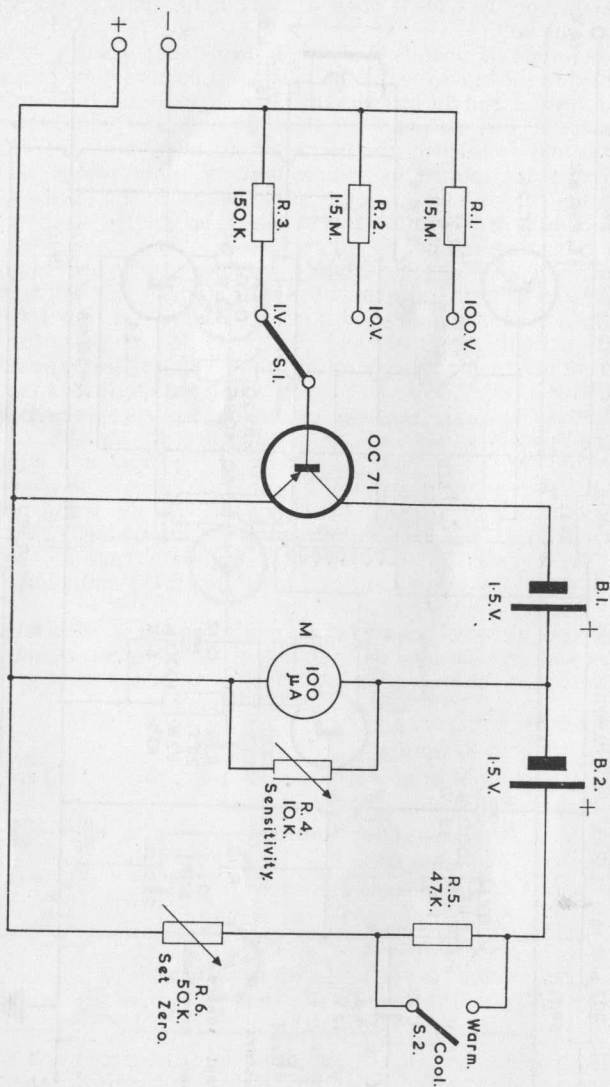 B.1.
+
1·5.V.
B.2.
+
1·5.V.
R.1.
15.M.
100.V.
R.2
1·5.M.
10.V.
R.3
150.K.
1.V.
S.1.
OC 71
M
100
µA
R.4.
10.K.
Sensitivity.
R.5.
47.K.
Warm.
Cool.
S.2.
R.6.
50.K.
Set Zero.
−
+